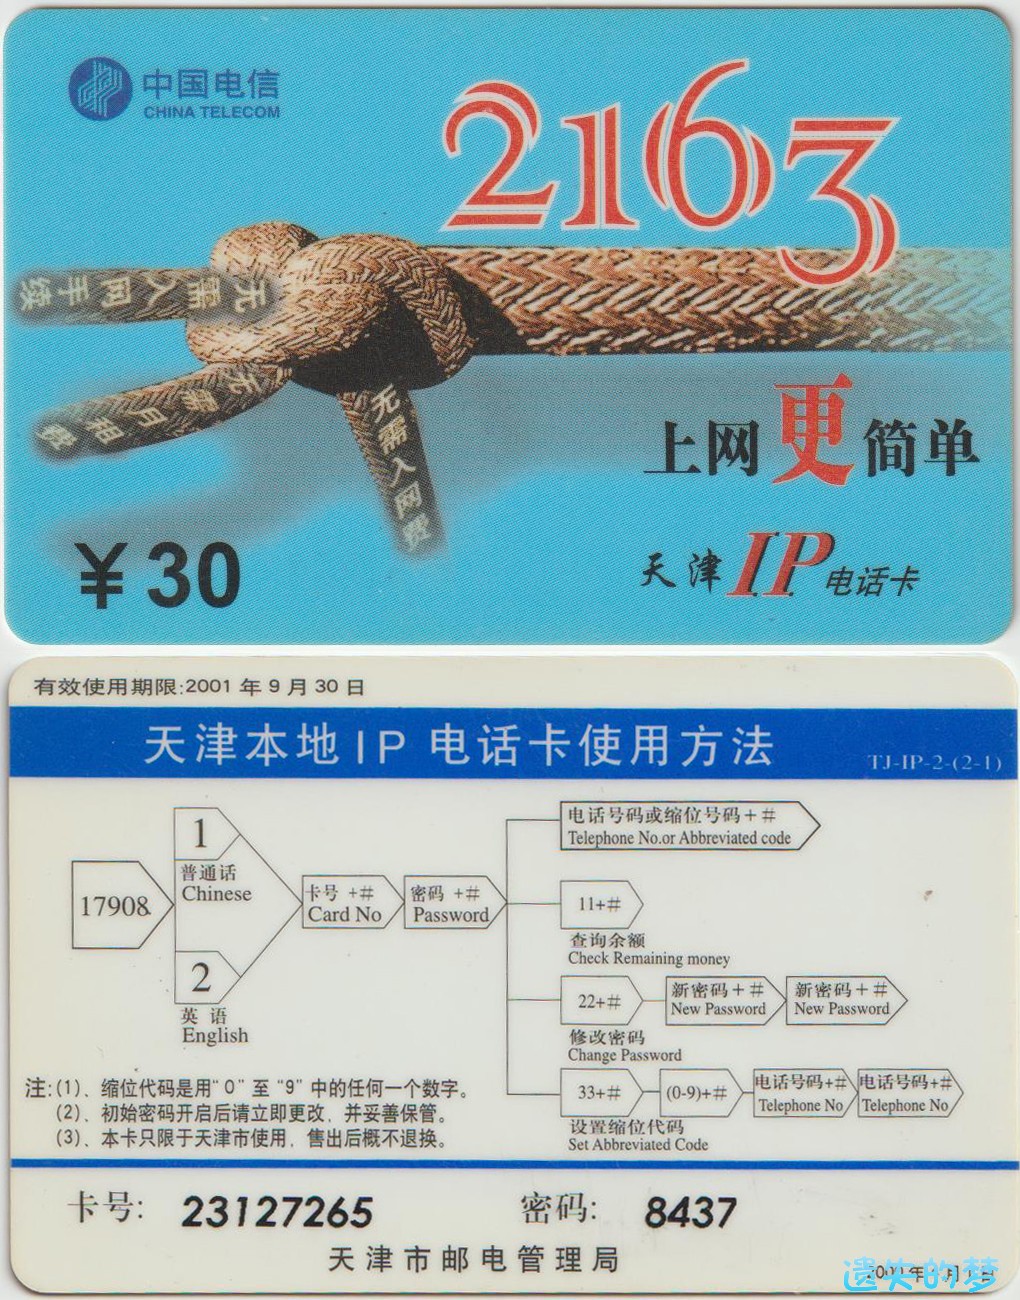 中国电信
CHINA TELECOM
2163
无需入网手续
无需月租费
无需入网费
上网更简单
¥30
天津IP电话卡
有效使用期限:2001年9月30日
天津本地IP电话卡使用方法
TJ-IP-2-(2-1)
17908
1
普通话
Chinese
2
英语
English
卡号+#
Card No
密码+#
Password
电话号码或缩位号码+#
Telephone No.or Abbreviated code
11+#
查询余额
Check Remaining money
22+#
新密码+#
New Password
新密码+#
New Password
修改密码
Change Password
33+#
(0-9)+#
电话号码+#
Telephone No
电话号码+#
Telephone No
设置缩位代码
Set Abbreviated Code
注:(1)、缩位代码是用“0”至“9”中的任何一个数字。
(2)、初始密码开启后请立即更改，并妥善保管。
(3)、本卡只限于天津市使用，售出后概不退换。
卡号: 23127265
密码: 8437
天津市邮电管理局
遗失的梦